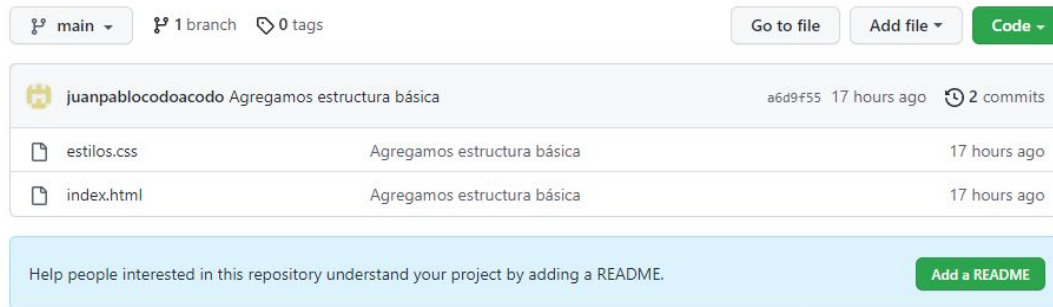 main 1 branch 0 tags Go to file Add file Code
juanpablocodoacodo Agregamos estructura básica a6d9f55 17 hours ago 2 commits
estilos.css Agregamos estructura básica 17 hours ago
index.html Agregamos estructura básica 17 hours ago
Help people interested in this repository understand your project by adding a README. Add a README